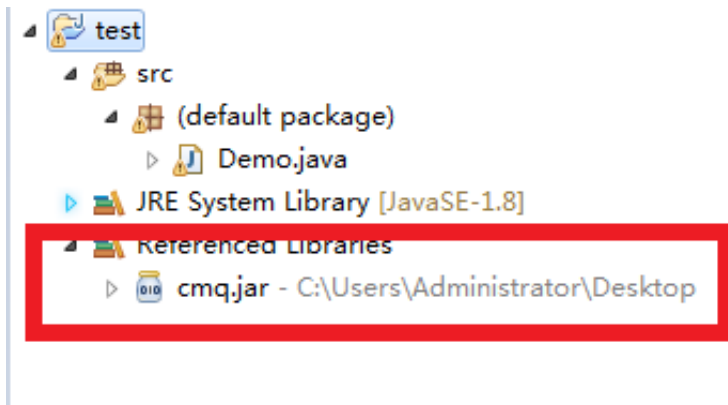 test
src
(default package)
Demo.java
JRE System Library [JavaSE-1.8]
Referenced Libraries
cmq.jar - C:\Users\Administrator\Desktop